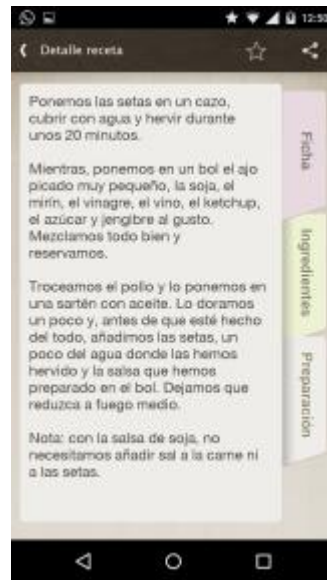 12:50
Detalle receta
Ponemos las setas en un cazo,
cubrir con agua y hervir durante
unos 20 minutos.
Mientras, ponemos en un bol el ajo
picado muy pequeño, la soja, el
mirin, el vinagre, el vino, el ketchup,
el azúcar y jengibre al gusto.
Mezclamos todo bien y
reservamos.
Troceamos el pollo y lo ponemos en
una sartén con aceite. Lo doramos
un poco y, antes de que esté hecho
del todo, añadimos las setas, un
poco del agua donde las hemos
hervido y la salsa que hemos
preparado en el bol. Dejamos que
reduzca a fuego medio.
Nota: con la salsa de soja, no
necesitamos añadir sal a la carne ni
a las setas.
Ficha
Ingredientes
Preparación